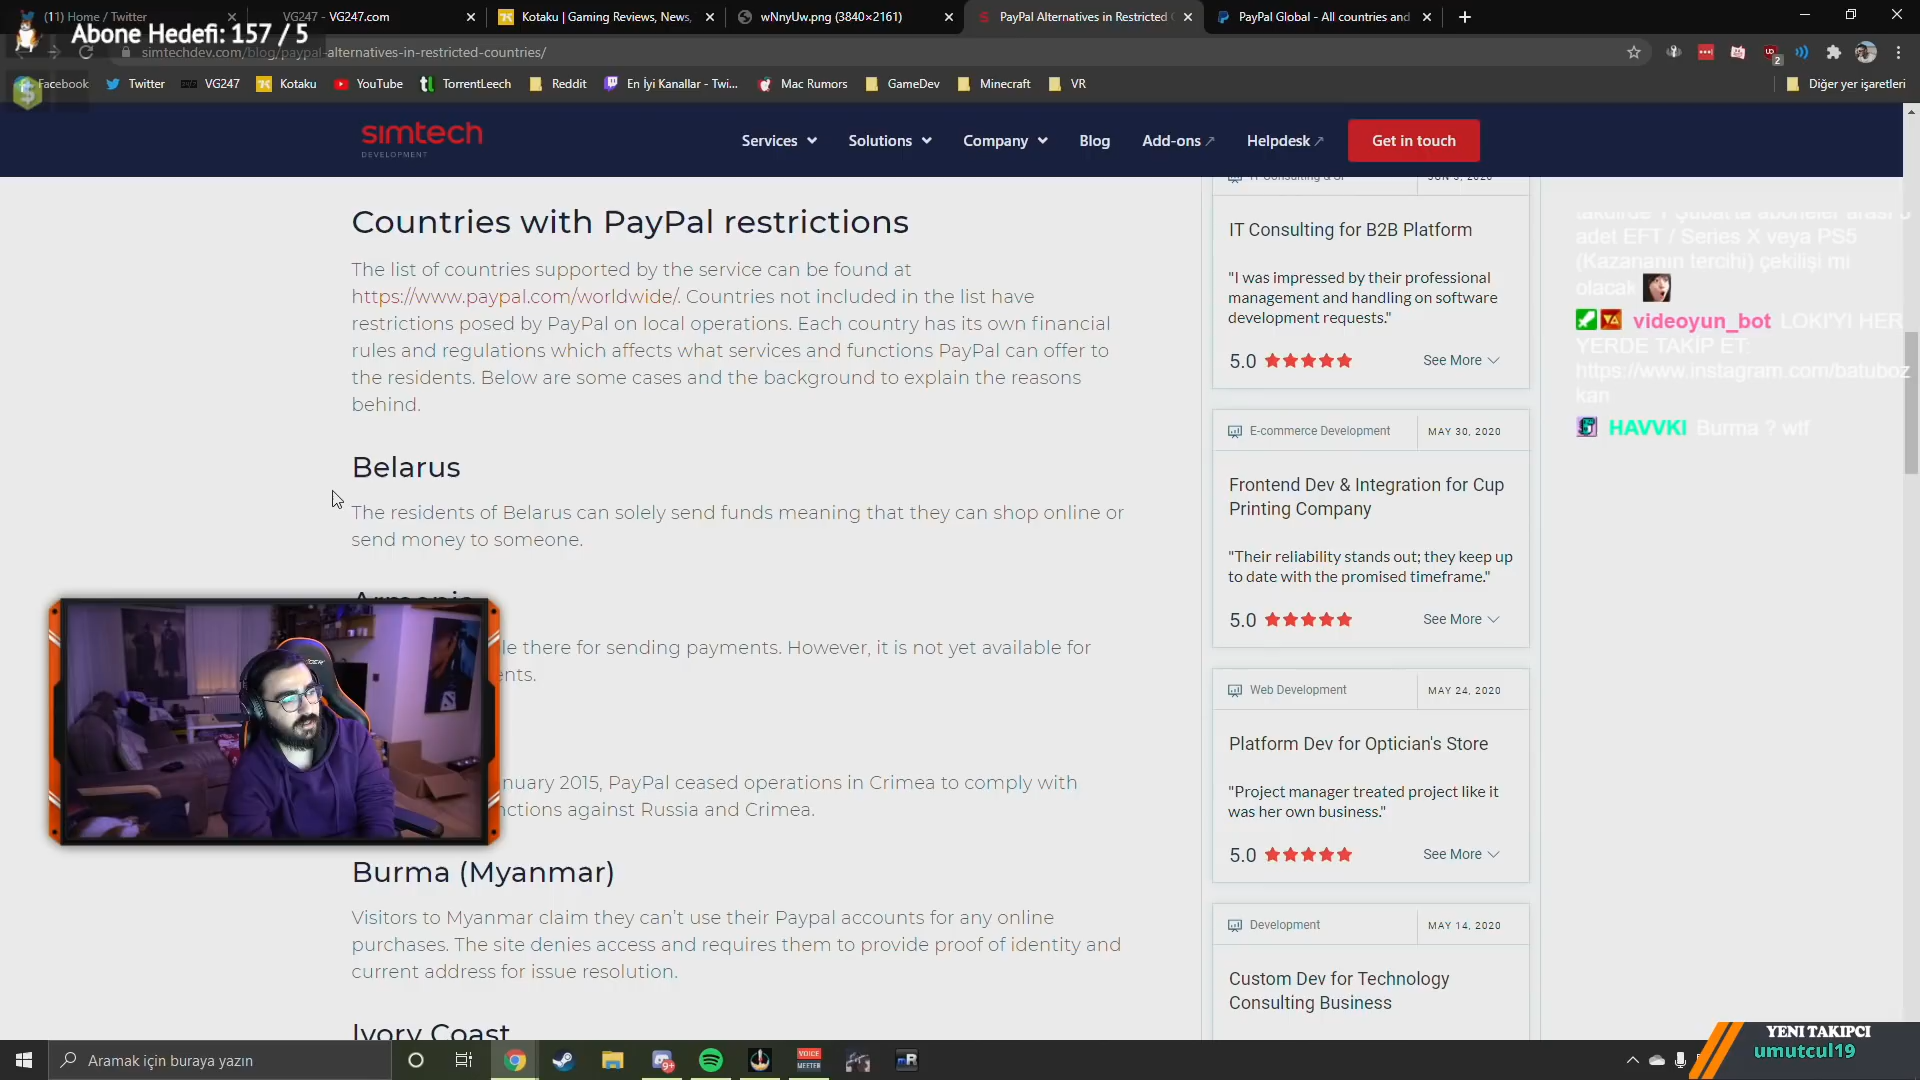 (11) Home / Twitter
VG247 - VG247.com
Kotaku | Gaming Reviews, News,
wNnyUw.png (3840×2161)
PayPal Alternatives in Restricted
PayPal Global - All countries and
Abone Hedefi: 157 / 5
simtechdev.com/blog/paypal-alternatives-in-restricted-countries/
Facebook
Twitter
VG247
Kotaku
YouTube
TorrentLeech
Reddit
En İyi Kanallar - Twi...
Mac Rumors
GameDev
Minecraft
VR
Diğer yer işaretleri
simtech
DEVELOPMENT
Services
Solutions
Company
Blog
Add-ons
Helpdesk
Get in touch
Countries with PayPal restrictions
The list of countries supported by the service can be found at
https://www.paypal.com/worldwide/. Countries not included in the list have
restrictions posed by PayPal on local operations. Each country has its own financial
rules and regulations which affects what services and functions PayPal can offer to
the residents. Below are some cases and the background to explain the reasons
behind.
Belarus
The residents of Belarus can solely send funds meaning that they can shop online or
send money to someone.
Armenia
le there for sending payments. However, it is not yet available for
ents.
nuary 2015, PayPal ceased operations in Crimea to comply with
nctions against Russia and Crimea.
Burma (Myanmar)
Visitors to Myanmar claim they can't use their Paypal accounts for any online
purchases. The site denies access and requires them to provide proof of identity and
current address for issue resolution.
Ivory Coast
IT Consulting for B2B Platform
"I was impressed by their professional
management and handling on software
development requests."
5.0
See More
E-commerce Development
MAY 30, 2020
Frontend Dev & Integration for Cup
Printing Company
"Their reliability stands out; they keep up
to date with the promised timeframe."
5.0
See More
Web Development
MAY 24, 2020
Platform Dev for Optician's Store
"Project manager treated project like it
was her own business."
5.0
See More
Development
MAY 14, 2020
Custom Dev for Technology
Consulting Business
takdirde 1 Şubat'ta aboneler arası
adet EFT / Series X veya PS5
(Kazananın tercihi) çekilişi mi
olacak
videoyun_bot LOKI'YI HER
YERDE TAKİP ET:
https://www.instagram.com/batuboz
kan
HAVVKI Burma ? wtf
Aramak için buraya yazın
VOICE
MEETER
YENI TAKIPCI
umutcul19